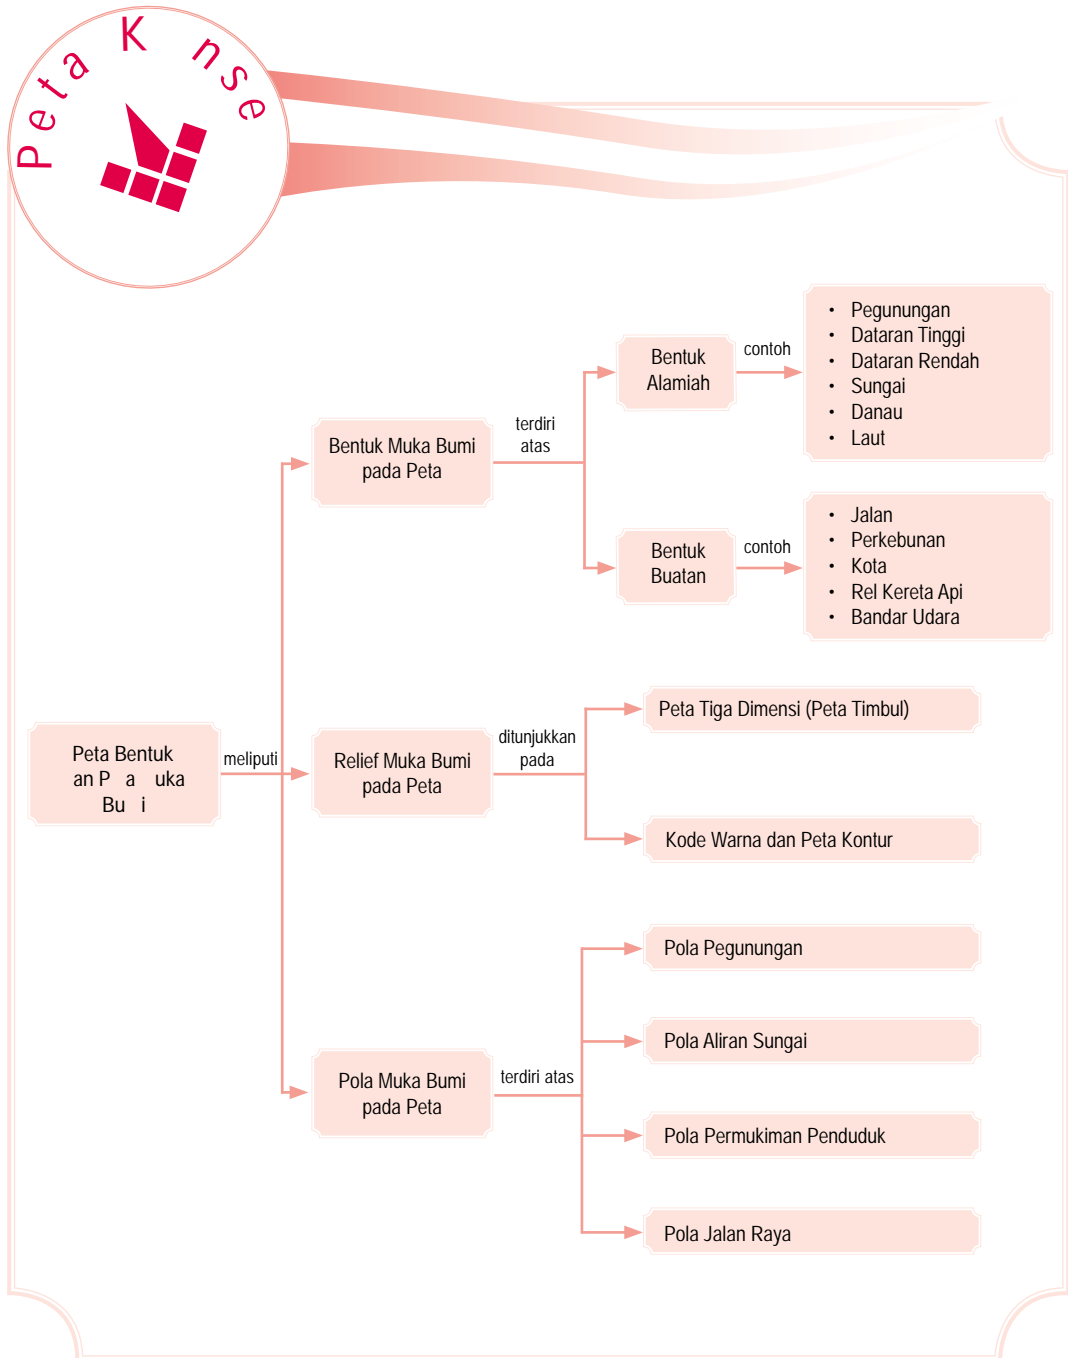 Peta K nse
Bentuk
Alamiah
contoh
• Pegunungan
• Dataran Tinggi
• Dataran Rendah
• Sungai
• Danau
• Laut
Bentuk Muka Bumi
pada Peta
terdiri
atas
Bentuk
Buatan
contoh
• Jalan
• Perkebunan
• Kota
• Rel Kereta Api
• Bandar Udara
Peta Bentuk
an P a uka
Bu i
meliputi
Relief Muka Bumi
pada Peta
ditunjukkan
pada
Peta Tiga Dimensi (Peta Timbul)
Kode Warna dan Peta Kontur
Pola Muka Bumi
pada Peta
terdiri atas
Pola Pegunungan
Pola Aliran Sungai
Pola Permukiman Penduduk
Pola Jalan Raya